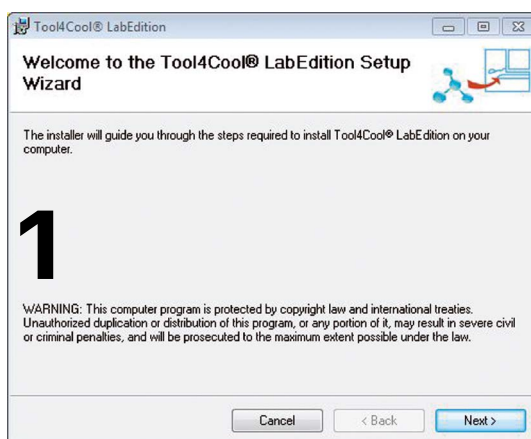 Tool4Cool® LabEdition
Welcome to the Tool4Cool® LabEdition Setup
Wizard
The installer will guide you through the steps required to install Tool4Cool® LabEdition on your
computer.
1
WARNING: This computer program is protected by copyright law and international treaties.
Unauthorized duplication or distribution of this program, or any portion of it, may result in severe civil
or criminal penalties, and will be prosecuted to the maximum extent possible under the law.
Cancel < Back Next >